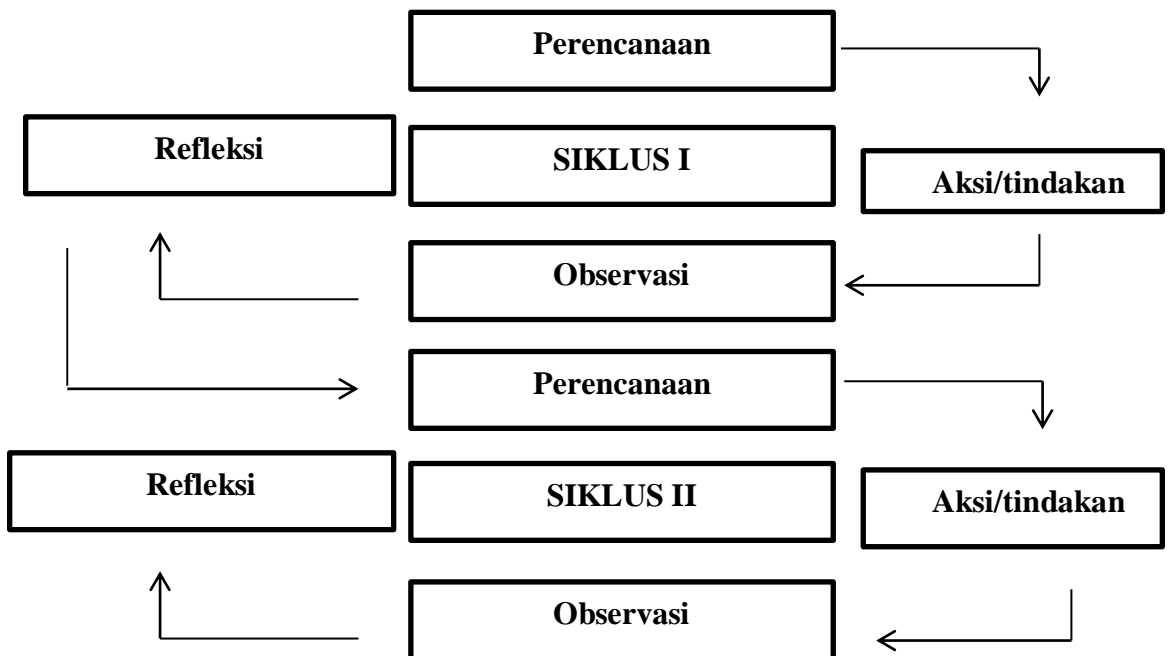 Perencanaan
Refleksi
SIKLUS I
Aksi/tindakan
Observasi
Perencanaan
Refleksi
SIKLUS II
Aksi/tindakan
Observasi